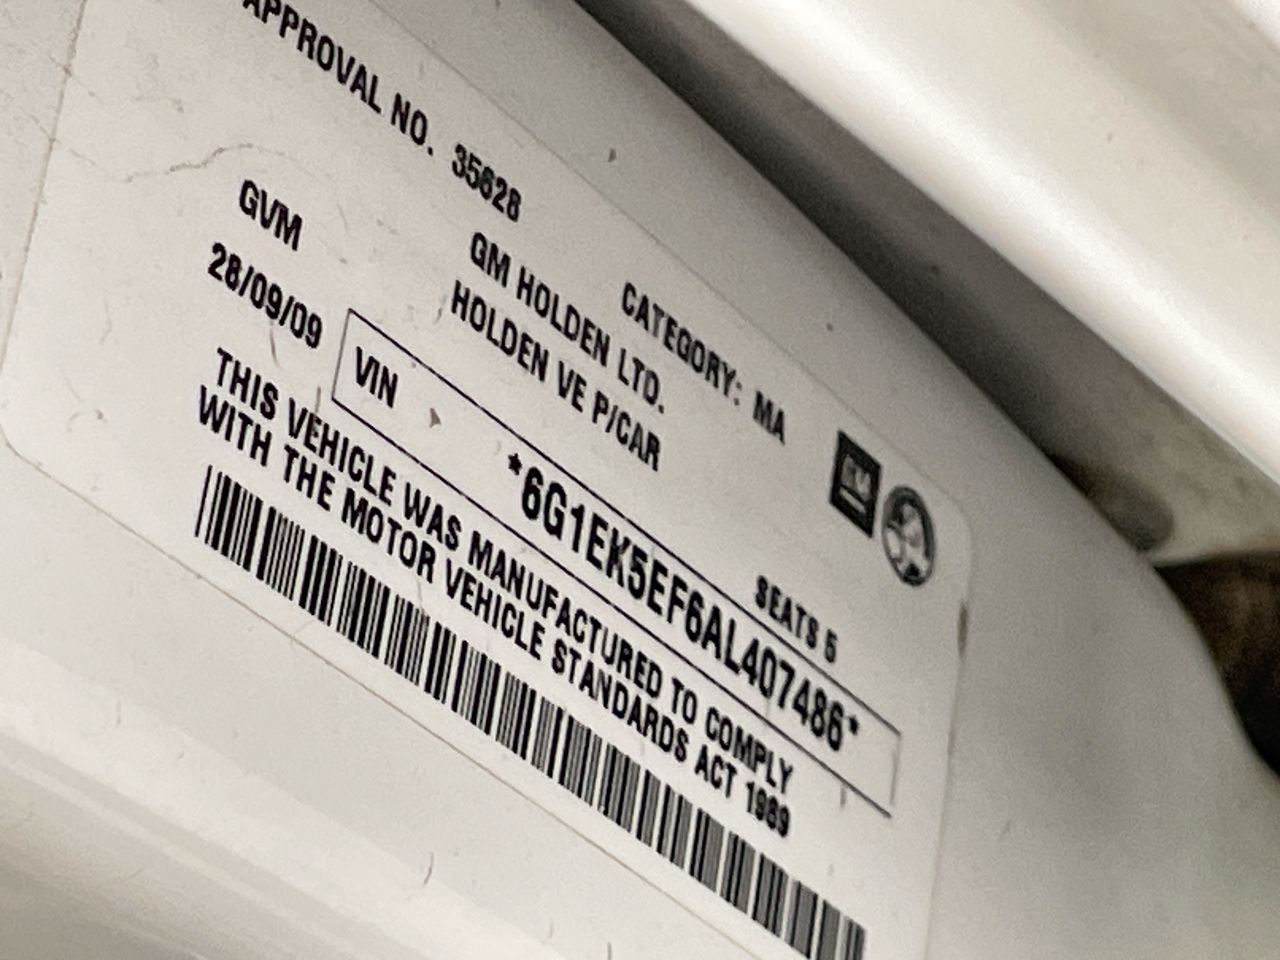 APPROVAL NO. 35628
CATEGORY: MA
GM HOLDEN LTD.
HOLDEN VE P/CAR
GVM
28/09/09
SEATS 5
VIN *6G1EK5EF6AL407486*
THIS VEHICLE WAS MANUFACTURED TO COMPLY
WITH THE MOTOR VEHICLE STANDARDS ACT 1989
GM